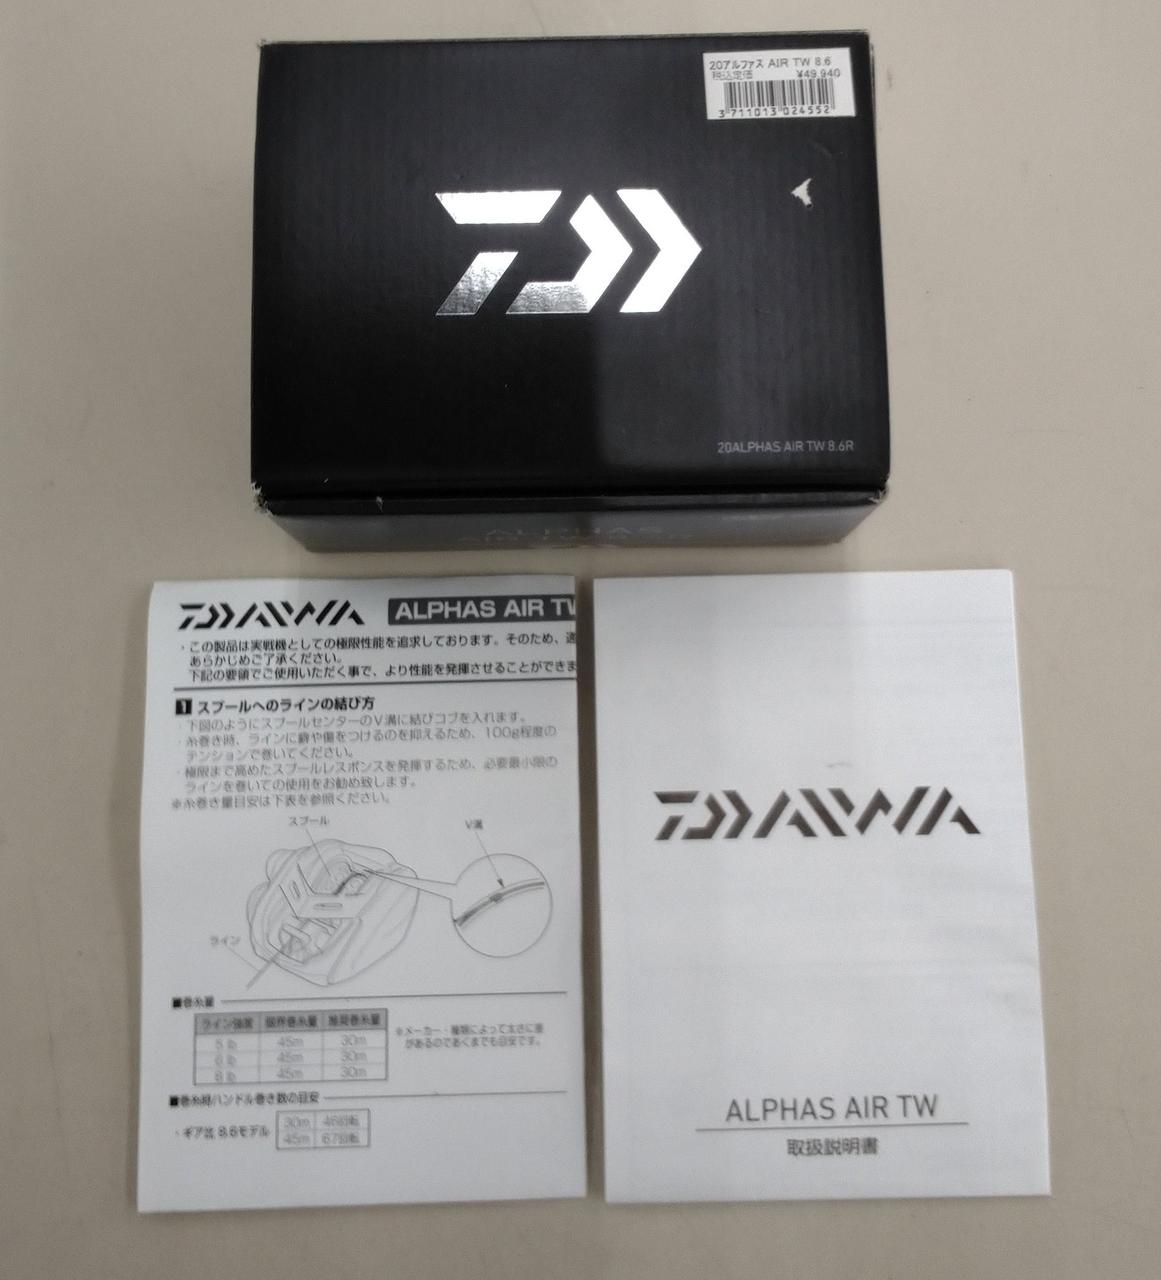 20アルファス AIR TW 8.6
税込定価 ¥49,940
3 711013 024552
20ALPHAS AIR TW 8.6R
ALPHAS
DAIWA ALPHAS AIR TW
・この製品は実戦機としての極限性能を追求しております。そのため、
あらかじめご了承ください。
下記の要領でご使用いただく事で、より性能を発揮させることができま
1 スプールへのラインの結び方
・下図のようにスプールセンターのV溝に結びコブを入れます。
・糸巻き時、ラインに癖や傷をつけるのを抑えるため、100g程度の
テンションで巻いてください。
・極限まで高めたスプールレスポンスを発揮するため、必要最小限の
ラインを巻いての使用をお勧め致します。
※糸巻き量目安は下表を参照ください。
スプール
V溝
ライン
■巻糸量
ライン強度 限界巻糸量 推奨巻糸量
5 lb 45m 30m
6 lb 45m 30m
8 lb 45m 30m
※メーカー・種類によって太さに差
があるのであくまでも目安です。
■巻糸時ハンドル巻き数の目安
・ギア比 8.6モデル
30m 46回転
45m 67回転
DAIWA
ALPHAS AIR TW
取扱説明書